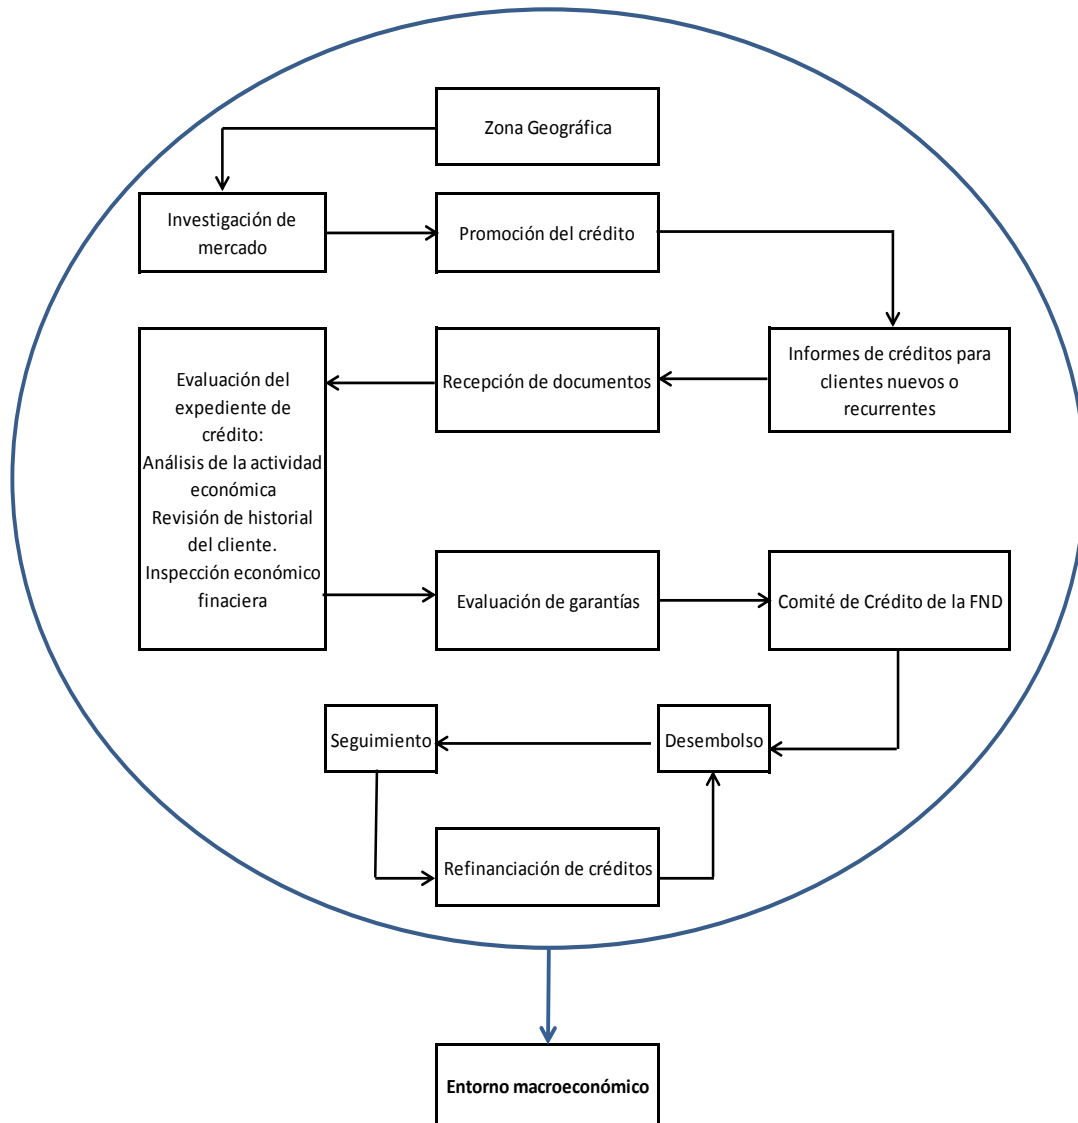 Zona Geográfica
Investigación de
mercado
Promoción del crédito
Informes de créditos para
clientes nuevos o
recurrentes
Recepción de documentos
Evaluación del
expediente de
crédito:
Análisis de la actividad
económica
Revisión de historial
del cliente.
Inspección económico
finaciera
Evaluación de garantías
Comité de Crédito de la FND
Desembolso
Seguimiento
Refinanciación de créditos
Entorno macroeconómico